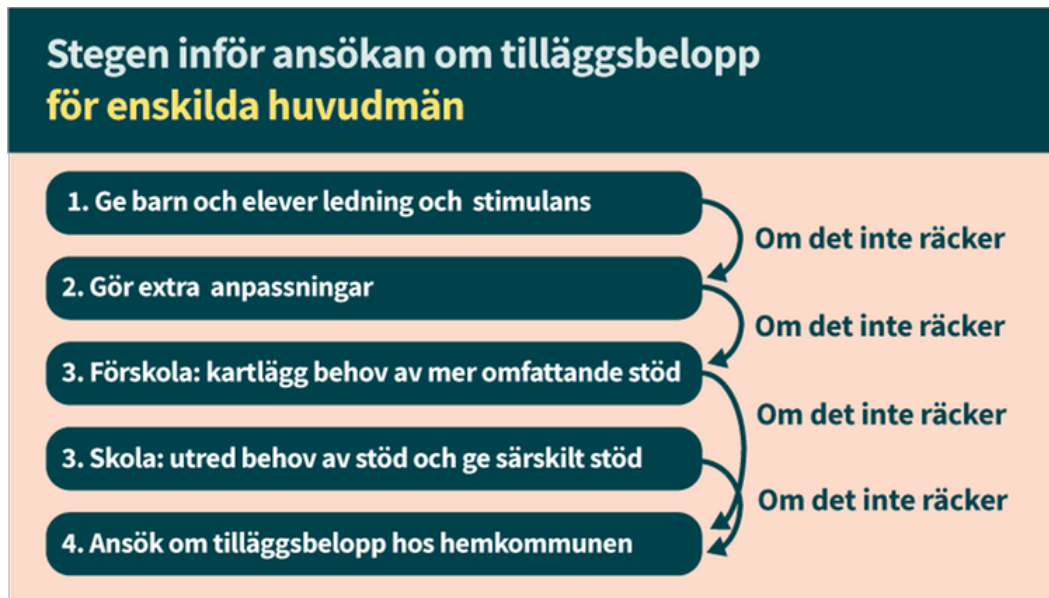 Stegen inför ansökan om tilläggsbelopp
för enskilda huvudmän
1. Ge barn och elever ledning och stimulans
Om det inte räcker
2. Gör extra anpassningar
Om det inte räcker
3. Förskola: kartlägg behov av mer omfattande stöd
Om det inte räcker
3. Skola: utred behov av stöd och ge särskilt stöd
Om det inte räcker
4. Ansök om tilläggsbelopp hos hemkommunen